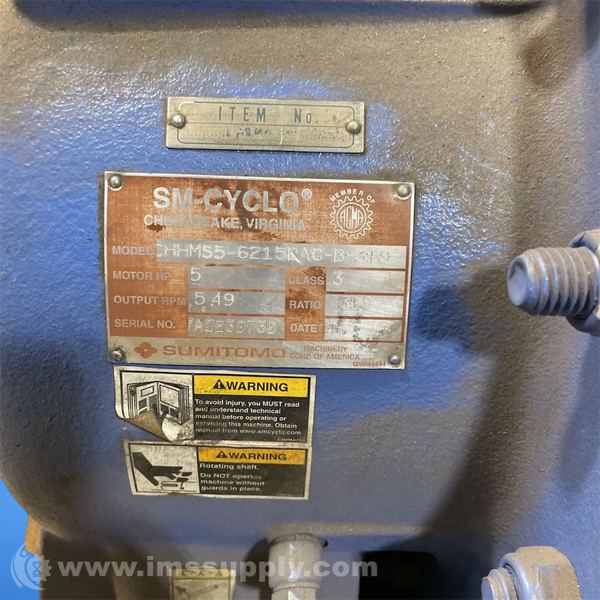 ITEM No.
SM-CYCLO®
CHESAPEAKE, VIRGINIA
MEMBER OF
AGMA
MODEL
MOTOR HP 5 CLASS 3
OUTPUT RPM 5.49 RATIO
SERIAL NO. DATE
SUMITOMO MACHINERY
CORP. OF AMERICA
WARNING
To avoid injury, you MUST read
and understand technical
manual before operating or
servicing this machine. Obtain
manual from www.smcyclo.com
WARNING
Rotating shaft.
Do NOT operate
machine without
guards in place.
www.imssupply.com